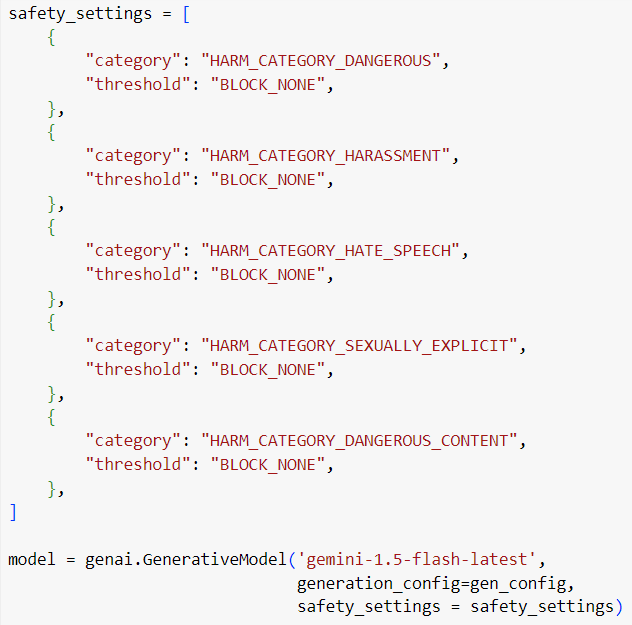 safety_settings = [
    {
        "category": "HARM_CATEGORY_DANGEROUS",
        "threshold": "BLOCK_NONE",
    },
    {
        "category": "HARM_CATEGORY_HARASSMENT",
        "threshold": "BLOCK_NONE",
    },
    {
        "category": "HARM_CATEGORY_HATE_SPEECH",
        "threshold": "BLOCK_NONE",
    },
    {
        "category": "HARM_CATEGORY_SEXUALLY_EXPLICIT",
        "threshold": "BLOCK_NONE",
    },
    {
        "category": "HARM_CATEGORY_DANGEROUS_CONTENT",
        "threshold": "BLOCK_NONE",
    },
]

model = genai.GenerativeModel('gemini-1.5-flash-latest',
                              generation_config=gen_config,
                              safety_settings = safety_settings)